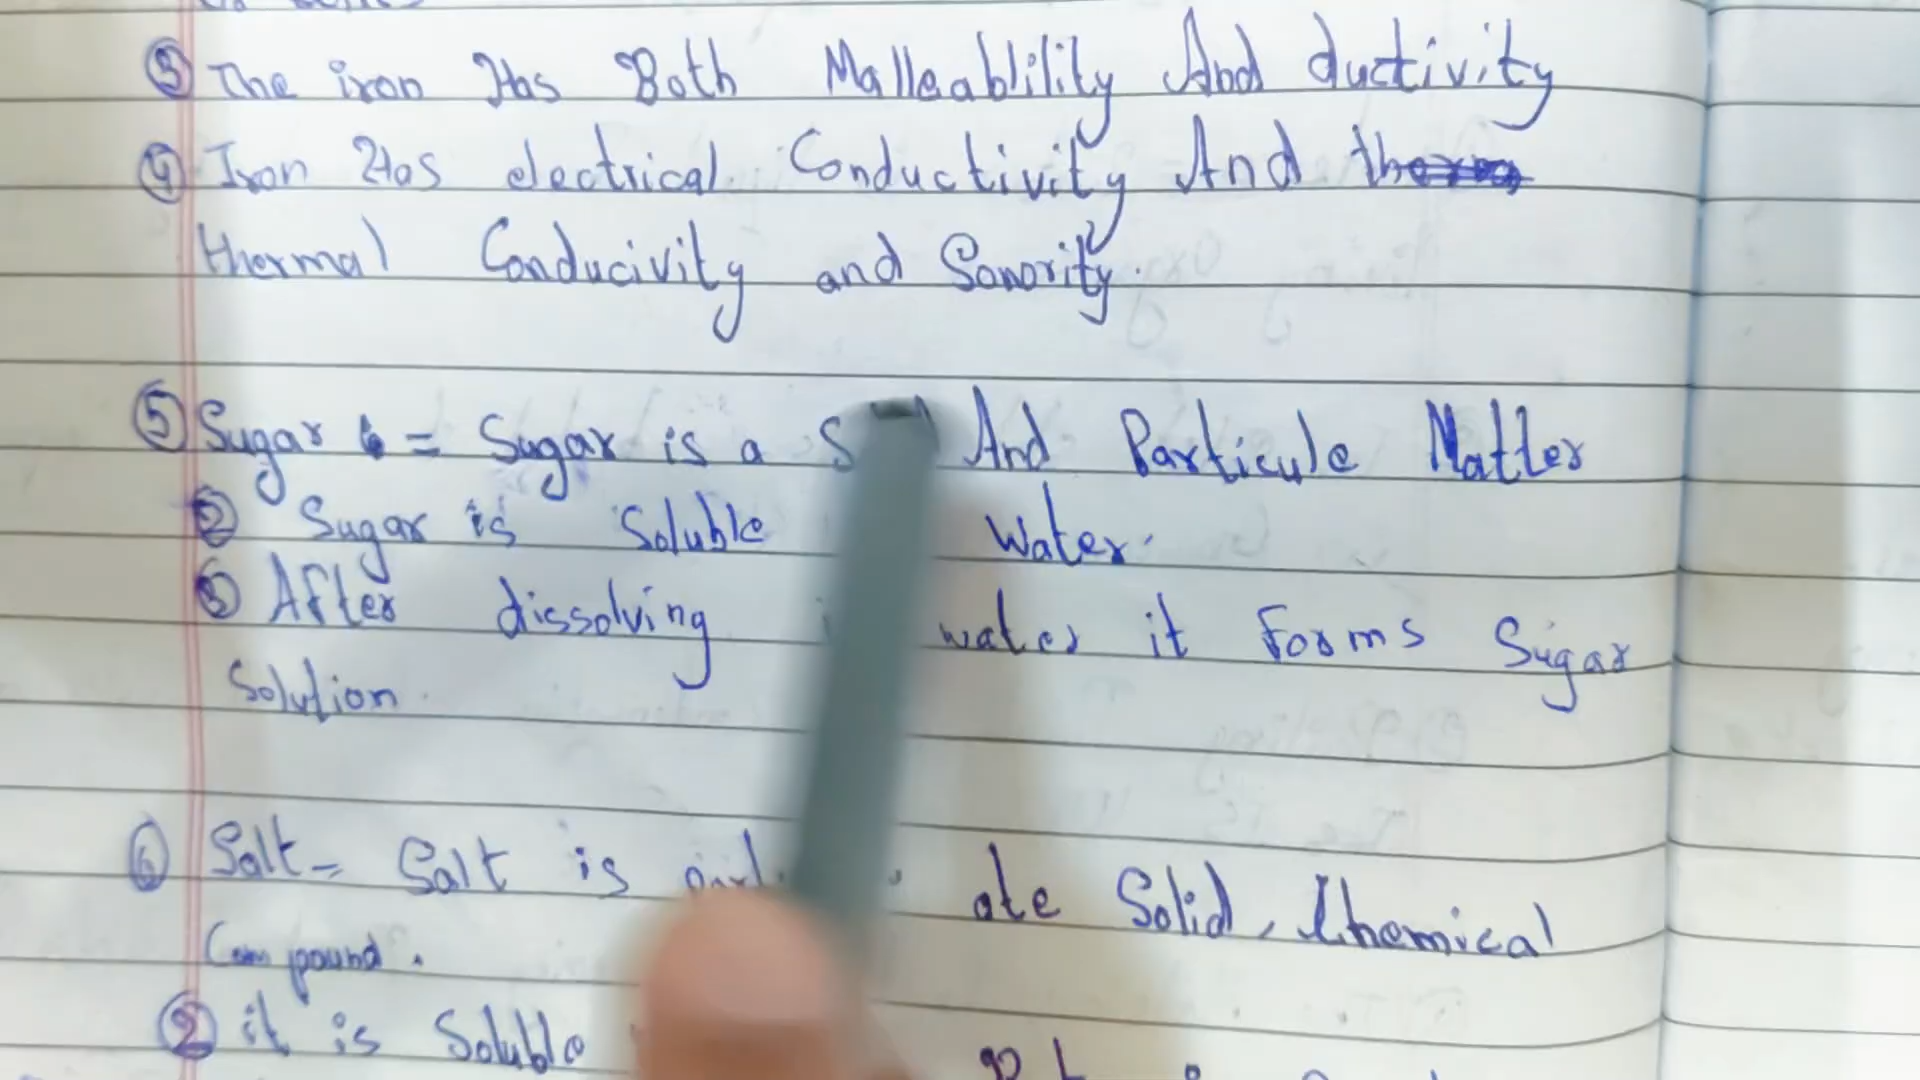 ③ The iron Has Both Malleablility And ductivity
④ Iron Has electrical Conductivity And
thermal Conducivity and Sonority.
⑤ Sugar = Sugar is a And Particule Matter
② Sugar is Soluble Water.
③ After dissolving water it Forms Sugar
Solution.
⑥ Salt = Salt is Solid, Chemical
Compound.
② it is Soluble